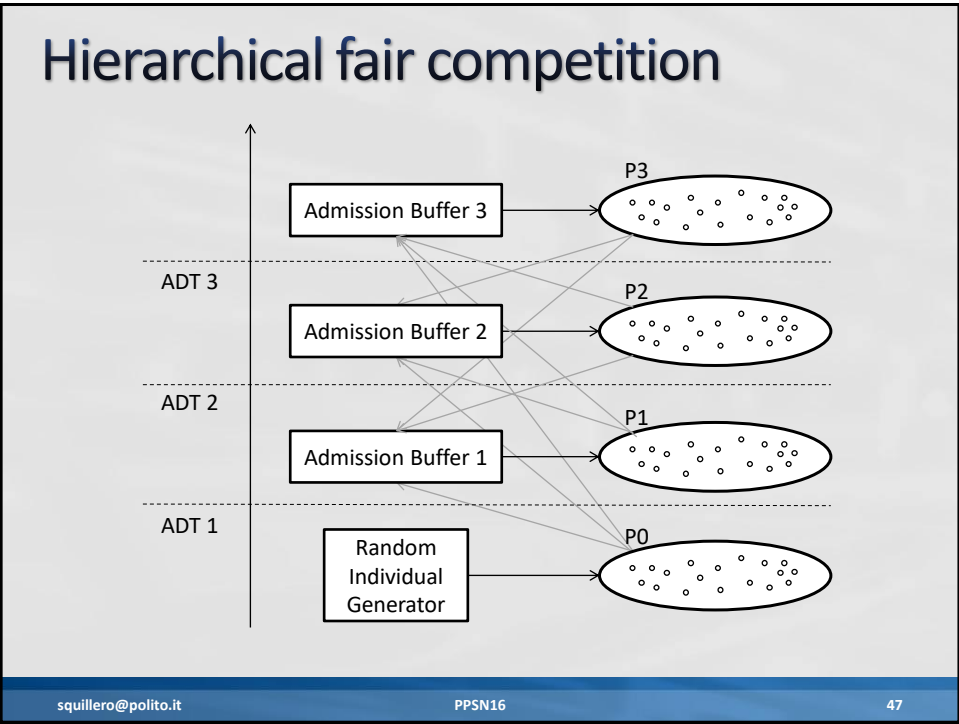 Hierarchical fair competition
P3
Admission Buffer 3
ADT 3
P2
Admission Buffer 2
ADT 2
P1
Admission Buffer 1
ADT 1
P0
Random
Individual
Generator
squillero@polito.it PPSN16 47